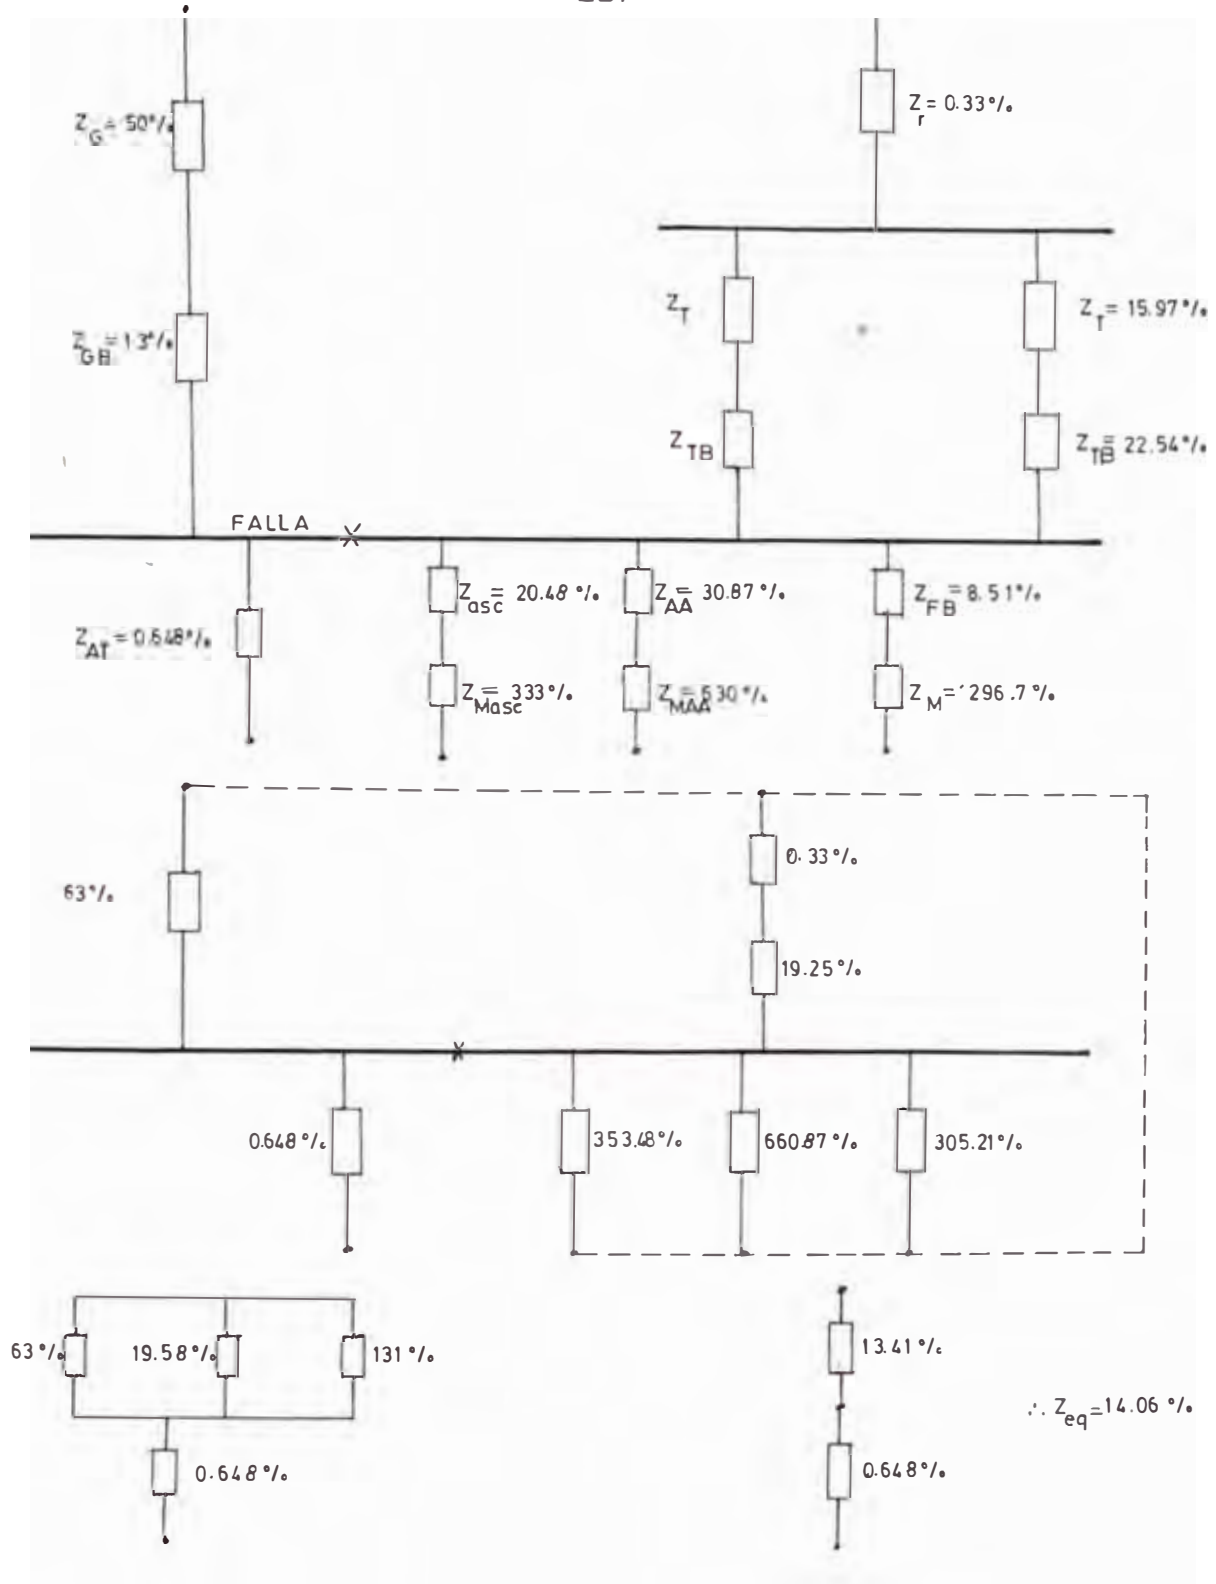 Z_G = 50%
Z_r = 0.33%
Z_T
Z_T = 15.97%
Z_GB = 13%
Z_TB
Z_TB = 22.54%
FALLA
Z_asc = 20.48%
Z_AA = 30.87%
Z_FB = 8.51%
Z_AT = 0.648%
Z_Masc = 333%
Z_MAA = 630%
Z_M = 296.7%
0.33%
63%
19.25%
0.648%
353.48%
660.87%
305.21%
63%
19.58%
131%
13.41%
∴ Z_eq = 14.06%
0.648%
0.648%